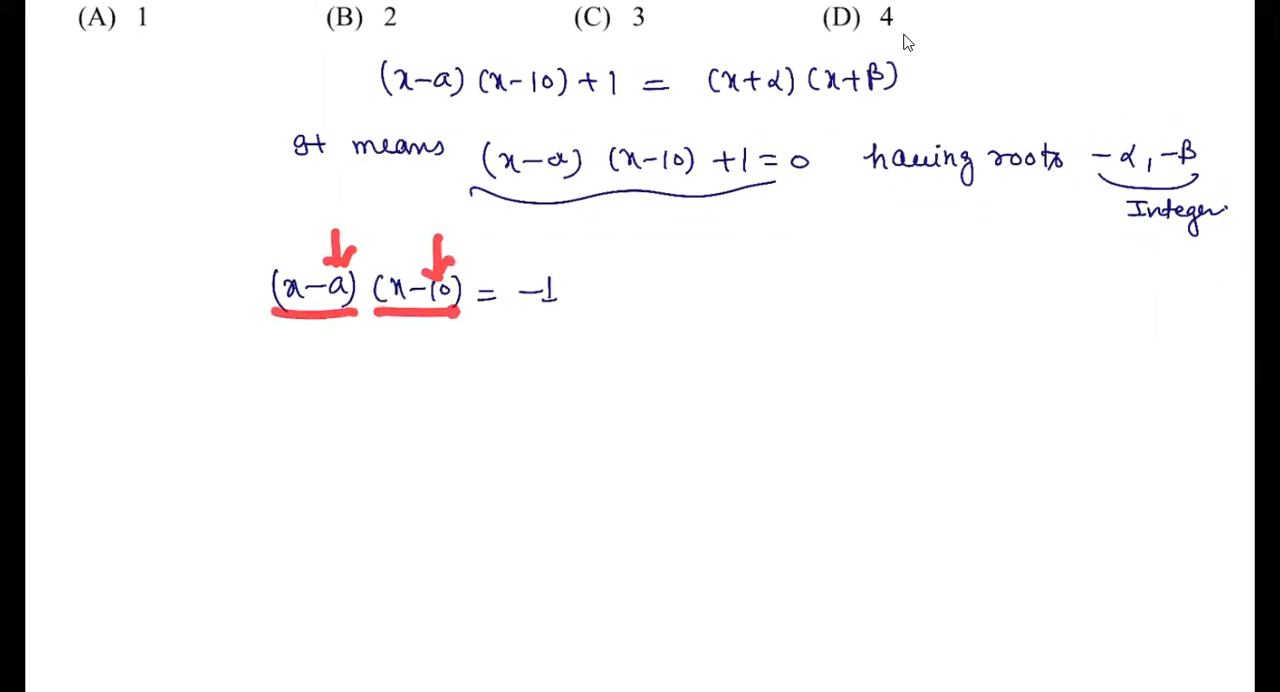 (A) 1 (B) 2 (C) 3 (D) 4
(x-a) (x-10) + 1 = (x+α) (x+β)
It means (x-a) (x-10) +1 = 0 having roots -α, -β
Integer.
(x-a) (x-10) = -1